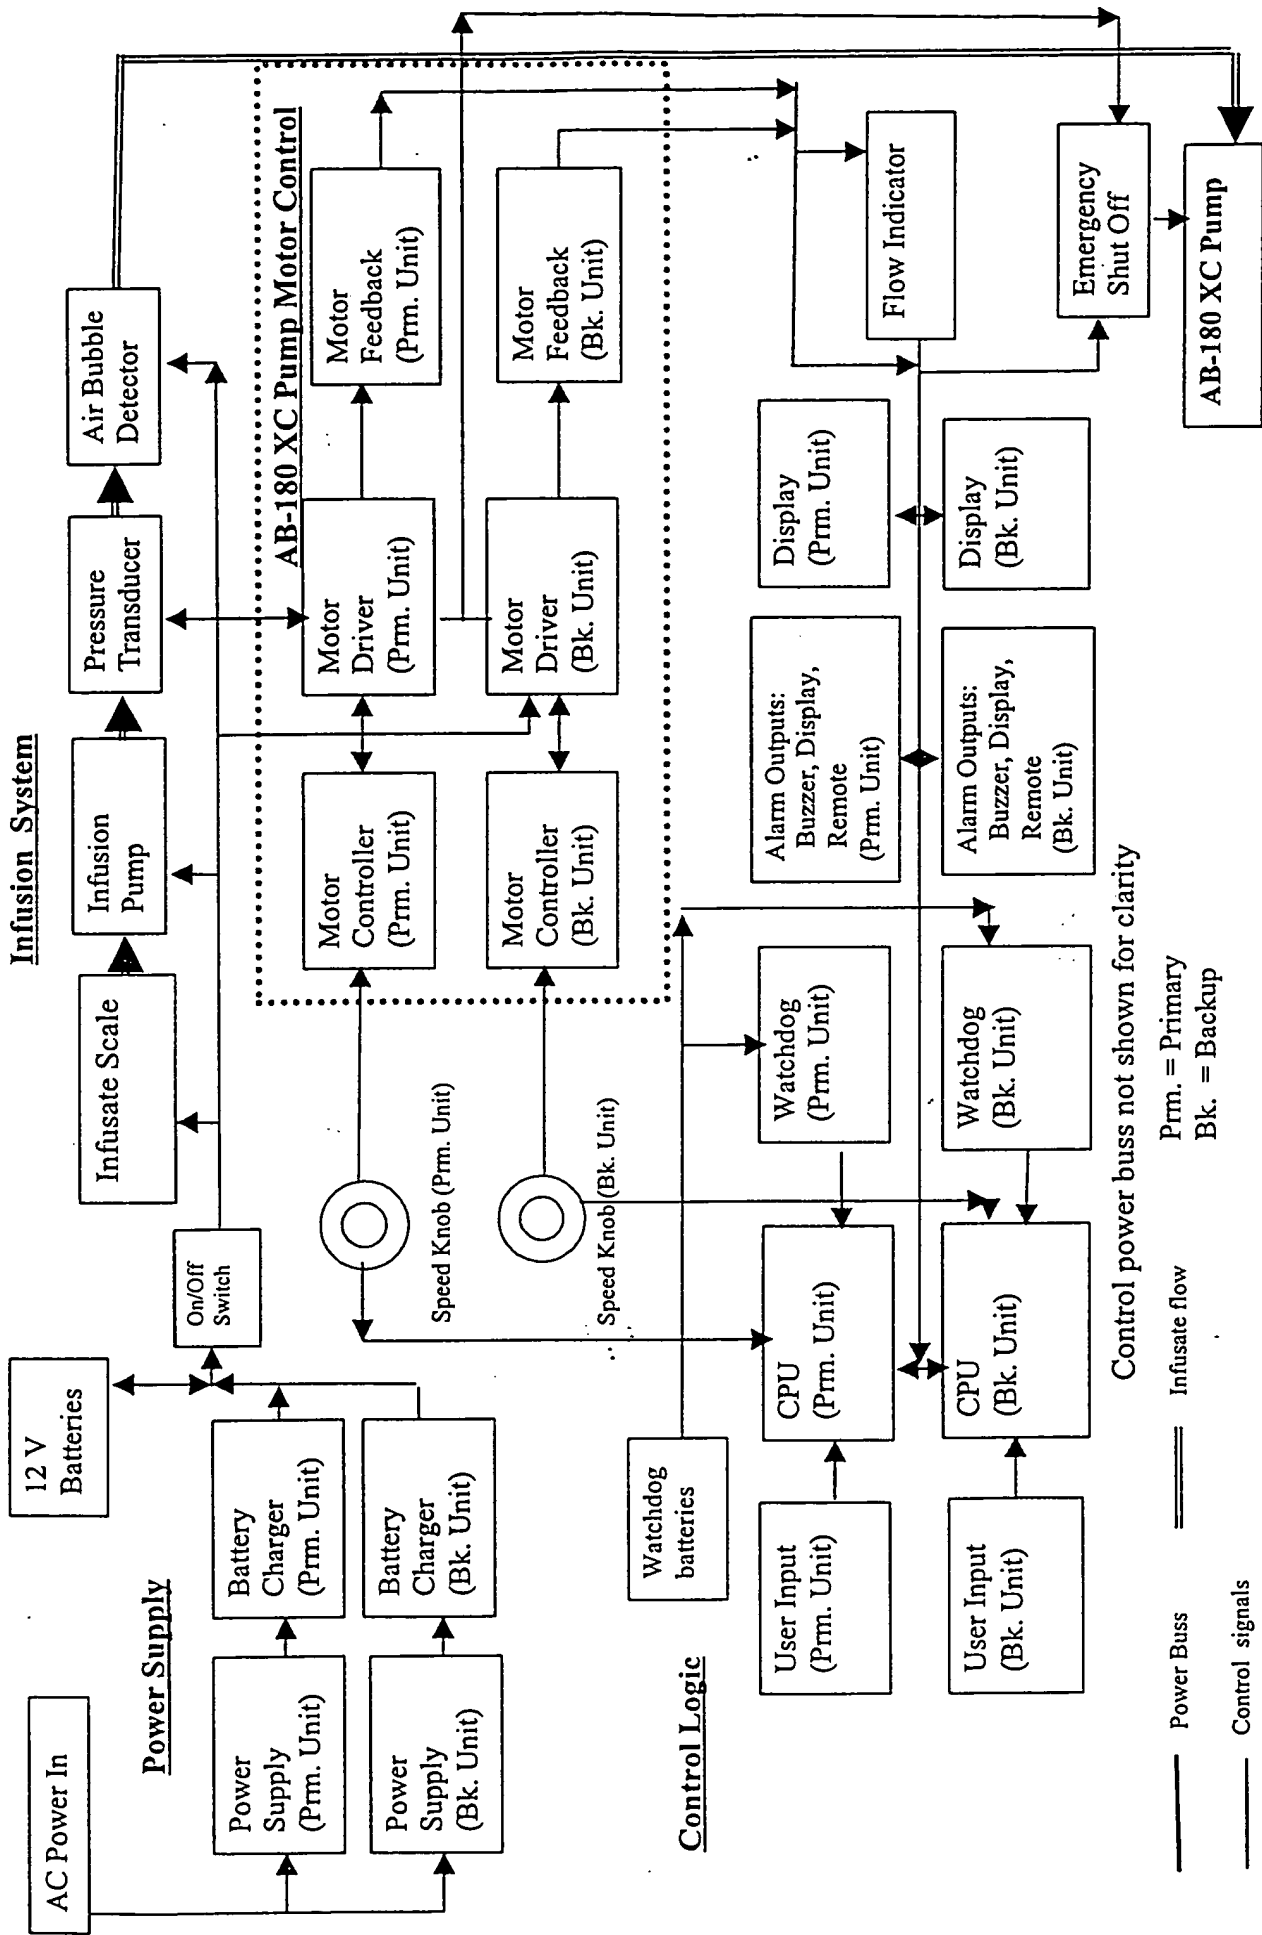 Infusion System
Infusate Scale
Infusion
Pump
Pressure
Transducer
Air Bubble
Detector
AC Power In
Power Supply
12 V
Batteries
On/Off
Switch
Power
Supply
(Prm. Unit)
Battery
Charger
(Prm. Unit)
Power
Supply
(Bk. Unit)
Battery
Charger
(Bk. Unit)
AB-180 XC Pump Motor Control
Motor
Controller
(Prm. Unit)
Motor
Driver
(Prm. Unit)
Motor
Feedback
(Prm. Unit)
Motor
Controller
(Bk. Unit)
Motor
Driver
(Bk. Unit)
Motor
Feedback
(Bk. Unit)
Speed Knob (Prm. Unit)
Speed Knob (Bk. Unit)
Control Logic
Watchdog
batteries
User Input
(Prm. Unit)
CPU
(Prm. Unit)
Watchdog
(Prm. Unit)
Alarm Outputs:
Buzzer, Display,
Remote
(Prm. Unit)
Display
(Prm. Unit)
Flow Indicator
User Input
(Bk. Unit)
CPU
(Bk. Unit)
Watchdog
(Bk. Unit)
Alarm Outputs:
Buzzer, Display,
Remote
(Bk. Unit)
Display
(Bk. Unit)
Emergency
Shut Off
AB-180 XC Pump
Control power buss not shown for clarity
Prm. = Primary
Bk. = Backup
Power Buss
Infusate flow
Control signals